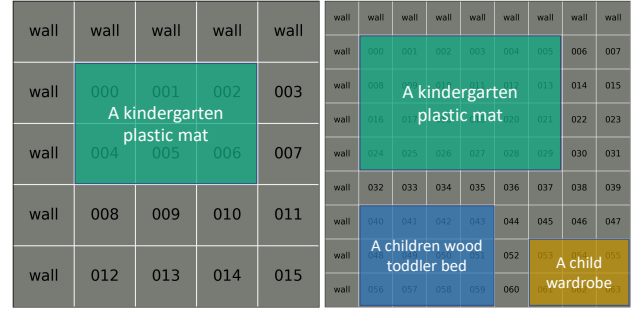 wall wall wall wall wall
wall 000 001 002 003
A kindergarten
plastic mat
wall 004 005 006 007
wall 008 009 010 011
wall 012 013 014 015
wall wall wall wall wall wall wall wall wall
wall 000 001 002 003 004 005 006 007
wall 008 013 014 015
A kindergarten
plastic mat
wall 016 020 021 022 023
wall 024 025 026 027 028 029 030 031
wall 032 033 034 035 036 037 038 039
wall 040 041 042 043 044 045 046 047
A children wood
toddler bed
wall 048 051 052 053 055
A child
wardrobe
wall 056 057 058 059 060